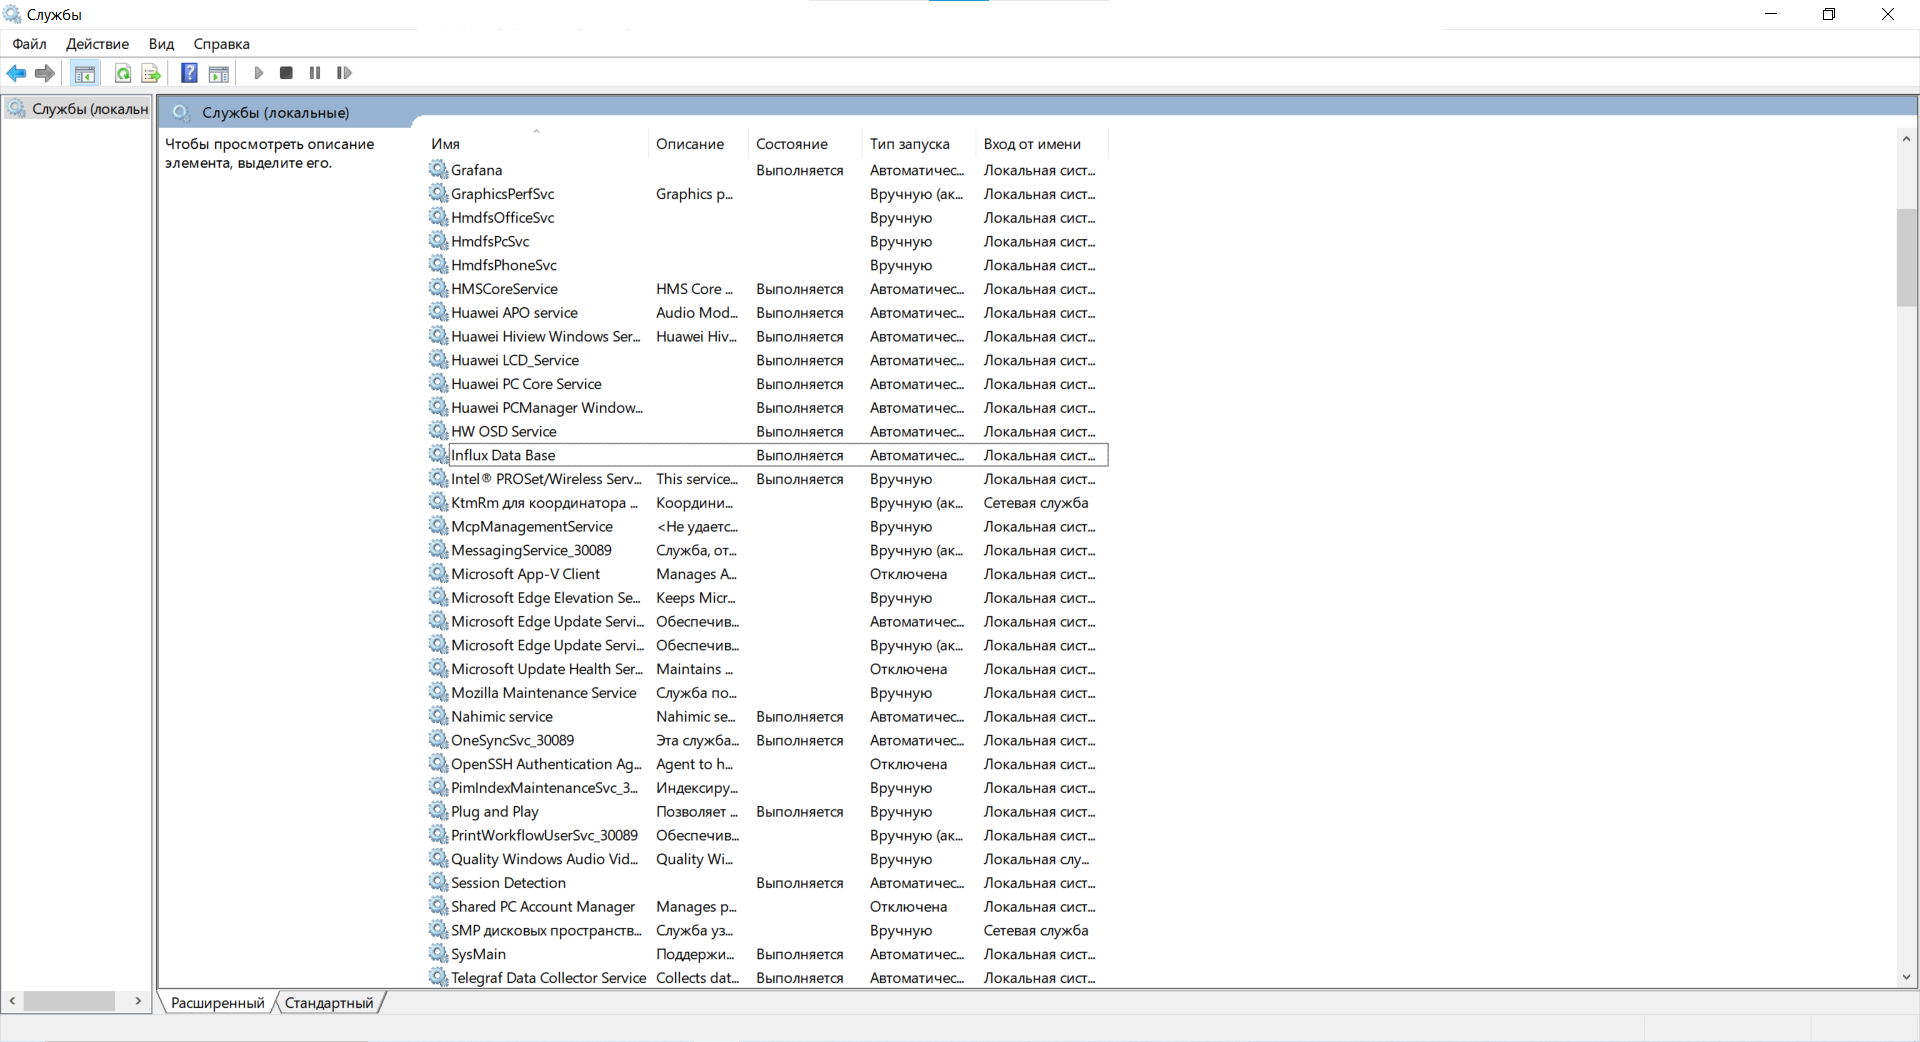 Службы
Файл Действие Вид Справка
Службы (локальн
Службы (локальные)
Чтобы просмотреть описание
элемента, выделите его.
Имя Описание Состояние Тип запуска Вход от имени
Grafana Выполняется Автоматичес... Локальная сист...
GraphicsPerfSvc Graphics p... Вручную (ак... Локальная сист...
HmdfsOfficeSvc Вручную Локальная сист...
HmdfsPcSvc Вручную Локальная сист...
HmdfsPhoneSvc Вручную Локальная сист...
HMSCoreService HMS Core ... Выполняется Автоматичес... Локальная сист...
Huawei APO service Audio Mod... Выполняется Автоматичес... Локальная сист...
Huawei Hiview Windows Ser... Huawei Hiv... Выполняется Автоматичес... Локальная сист...
Huawei LCD_Service Выполняется Автоматичес... Локальная сист...
Huawei PC Core Service Выполняется Автоматичес... Локальная сист...
Huawei PCManager Window... Выполняется Автоматичес... Локальная сист...
HW OSD Service Выполняется Автоматичес... Локальная сист...
Influx Data Base Выполняется Автоматичес... Локальная сист...
Intel® PROSet/Wireless Serv... This service... Выполняется Вручную Локальная сист...
KtmRm для координатора ... Координи... Вручную (ак... Сетевая служба
McpManagementService <Не удаетс... Вручную Локальная сист...
MessagingService_30089 Служба, от... Вручную (ак... Локальная сист...
Microsoft App-V Client Manages A... Отключена Локальная сист...
Microsoft Edge Elevation Se... Keeps Micr... Вручную Локальная сист...
Microsoft Edge Update Servi... Обеспечив... Автоматичес... Локальная сист...
Microsoft Edge Update Servi... Обеспечив... Вручную (ак... Локальная сист...
Microsoft Update Health Ser... Maintains ... Отключена Локальная сист...
Mozilla Maintenance Service Служба по... Вручную Локальная сист...
Nahimic service Nahimic se... Выполняется Автоматичес... Локальная сист...
OneSyncSvc_30089 Эта служба... Выполняется Автоматичес... Локальная сист...
OpenSSH Authentication Ag... Agent to h... Отключена Локальная сист...
PimIndexMaintenanceSvc_3... Индексиру... Вручную Локальная сист...
Plug and Play Позволяет ... Выполняется Вручную Локальная сист...
PrintWorkflowUserSvc_30089 Обеспечив... Вручную (ак... Локальная сист...
Quality Windows Audio Vid... Quality Wi... Вручную Локальная слу...
Session Detection Выполняется Автоматичес... Локальная сист...
Shared PC Account Manager Manages p... Отключена Локальная сист...
SMP дисковых пространств... Служба уз... Вручную Сетевая служба
SysMain Поддержи... Выполняется Автоматичес... Локальная сист...
Telegraf Data Collector Service Collects dat... Выполняется Автоматичес... Локальная сист...
Расширенный Стандартный